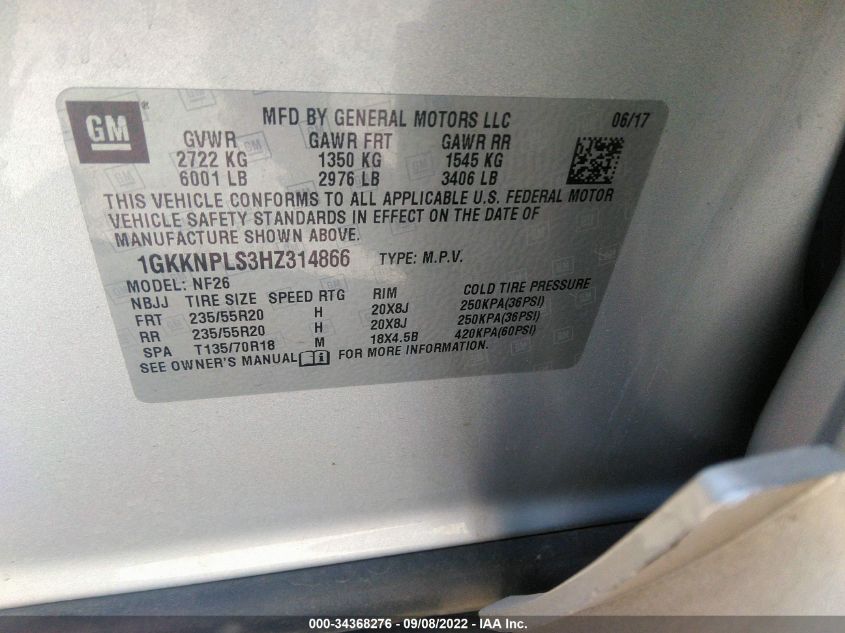 GM ®
MFD BY GENERAL MOTORS LLC 06/17
GVWR GAWR FRT GAWR RR
2722 KG 1350 KG 1545 KG
6001 LB 2976 LB 3406 LB
THIS VEHICLE CONFORMS TO ALL APPLICABLE U.S. FEDERAL MOTOR
VEHICLE SAFETY STANDARDS IN EFFECT ON THE DATE OF
MANUFACTURE SHOWN ABOVE.
1GKKNPLS3HZ314866 TYPE: M.P.V.
MODEL: NF26
NBJJ TIRE SIZE SPEED RTG RIM COLD TIRE PRESSURE
FRT 235/55R20 H 20X8J 250KPA(36PSI)
RR 235/55R20 H 20X8J 250KPA(36PSI)
SPA T135/70R18 M 18X4.5B 420KPA(60PSI)
SEE OWNER'S MANUAL FOR MORE INFORMATION.
000-34368276 - 09/08/2022 - IAA Inc.